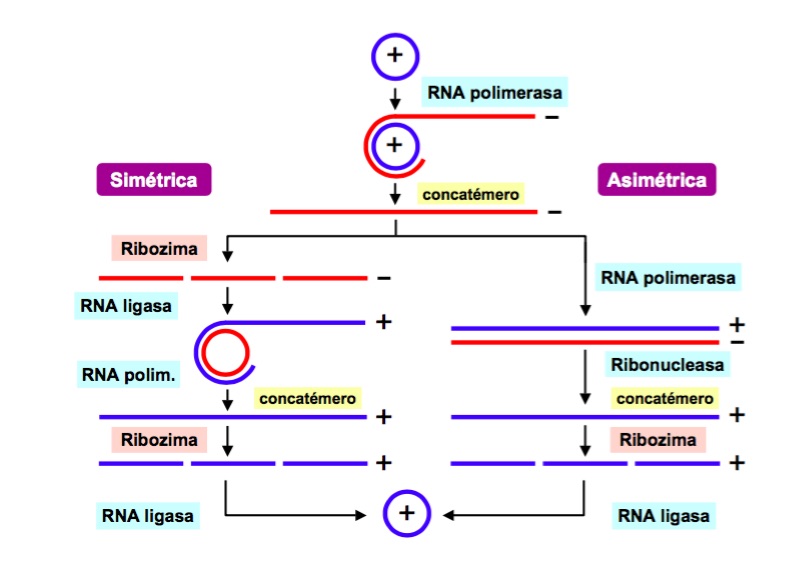 +
RNA polimerasa
−
+
Simétrica
Asimétrica
concatémero
−
Ribozima
RNA polimerasa
−
RNA ligasa
+
+
−
RNA polim.
Ribonucleasa
concatémero
concatémero
+
+
Ribozima
Ribozima
+
+
RNA ligasa
+
RNA ligasa